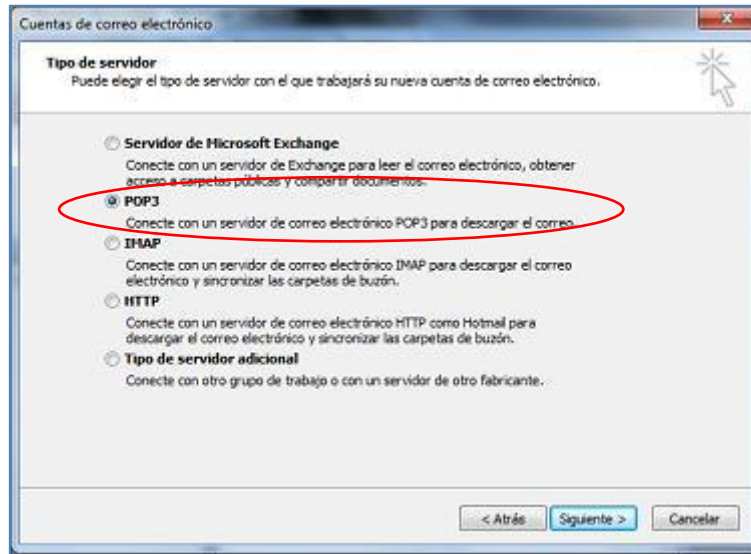 Cuentas de correo electrónico
Tipo de servidor
Puede elegir el tipo de servidor con el que trabajará su nueva cuenta de correo electrónico.
Servidor de Microsoft Exchange
Conecte con un servidor de Exchange para leer el correo electrónico, obtener
acceso a carpetas públicas y compartir documentos.
POP3
Conecte con un servidor de correo electrónico POP3 para descargar el correo.
IMAP
Conecte con un servidor de correo electrónico IMAP para descargar el correo
electrónico y sincronizar las carpetas de buzón.
HTTP
Conecte con un servidor de correo electrónico HTTP como Hotmail para
descargar el correo electrónico y sincronizar las carpetas de buzón.
Tipo de servidor adicional
Conecte con otro grupo de trabajo o con un servidor de otro fabricante.
< Atrás Siguiente > Cancelar